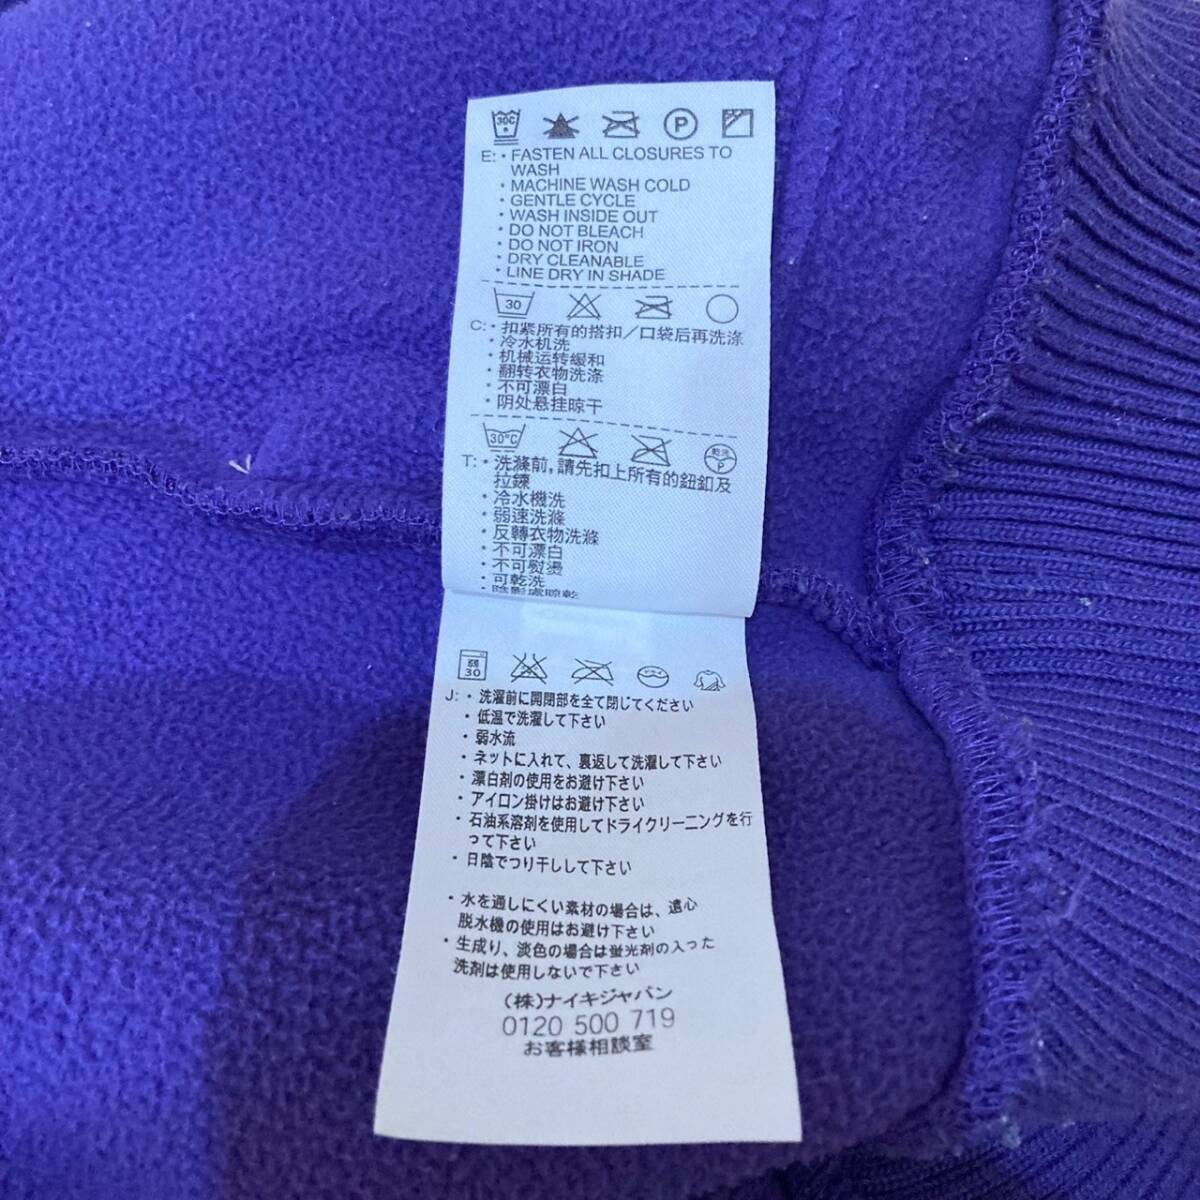 30C P
E: • FASTEN ALL CLOSURES TO
WASH
• MACHINE WASH COLD
• GENTLE CYCLE
• WASH INSIDE OUT
• DO NOT BLEACH
• DO NOT IRON
• DRY CLEANABLE
• LINE DRY IN SHADE
30
C: • 扣紧所有的搭扣/口袋后再洗涤
• 冷水机洗
• 机械运转缓和
• 翻转衣物洗涤
• 不可漂白
• 阴处悬挂晾干
30°C 乾洗 P
T: • 洗滌前,請先扣上所有的鈕釦及
拉鍊
• 冷水機洗
• 弱速洗滌
• 反轉衣物洗滌
• 不可漂白
• 不可熨燙
• 可乾洗
• 陰影處晾乾
弱 30
J: • 洗濯前に開閉部を全て閉じてください
• 低温で洗濯して下さい
• 弱水流
• ネットに入れて、裏返して洗濯して下さい
• 漂白剤の使用をお避け下さい
• アイロン掛けはお避け下さい
• 石油系溶剤を使用してドライクリーニングを行
って下さい
• 日陰でつり干しして下さい
• 水を通しにくい素材の場合は、遠心
脱水機の使用はお避け下さい
• 生成り、淡色の場合は蛍光剤の入った
洗剤は使用しないで下さい
(株)ナイキジャパン
0120 500 719
お客様相談室